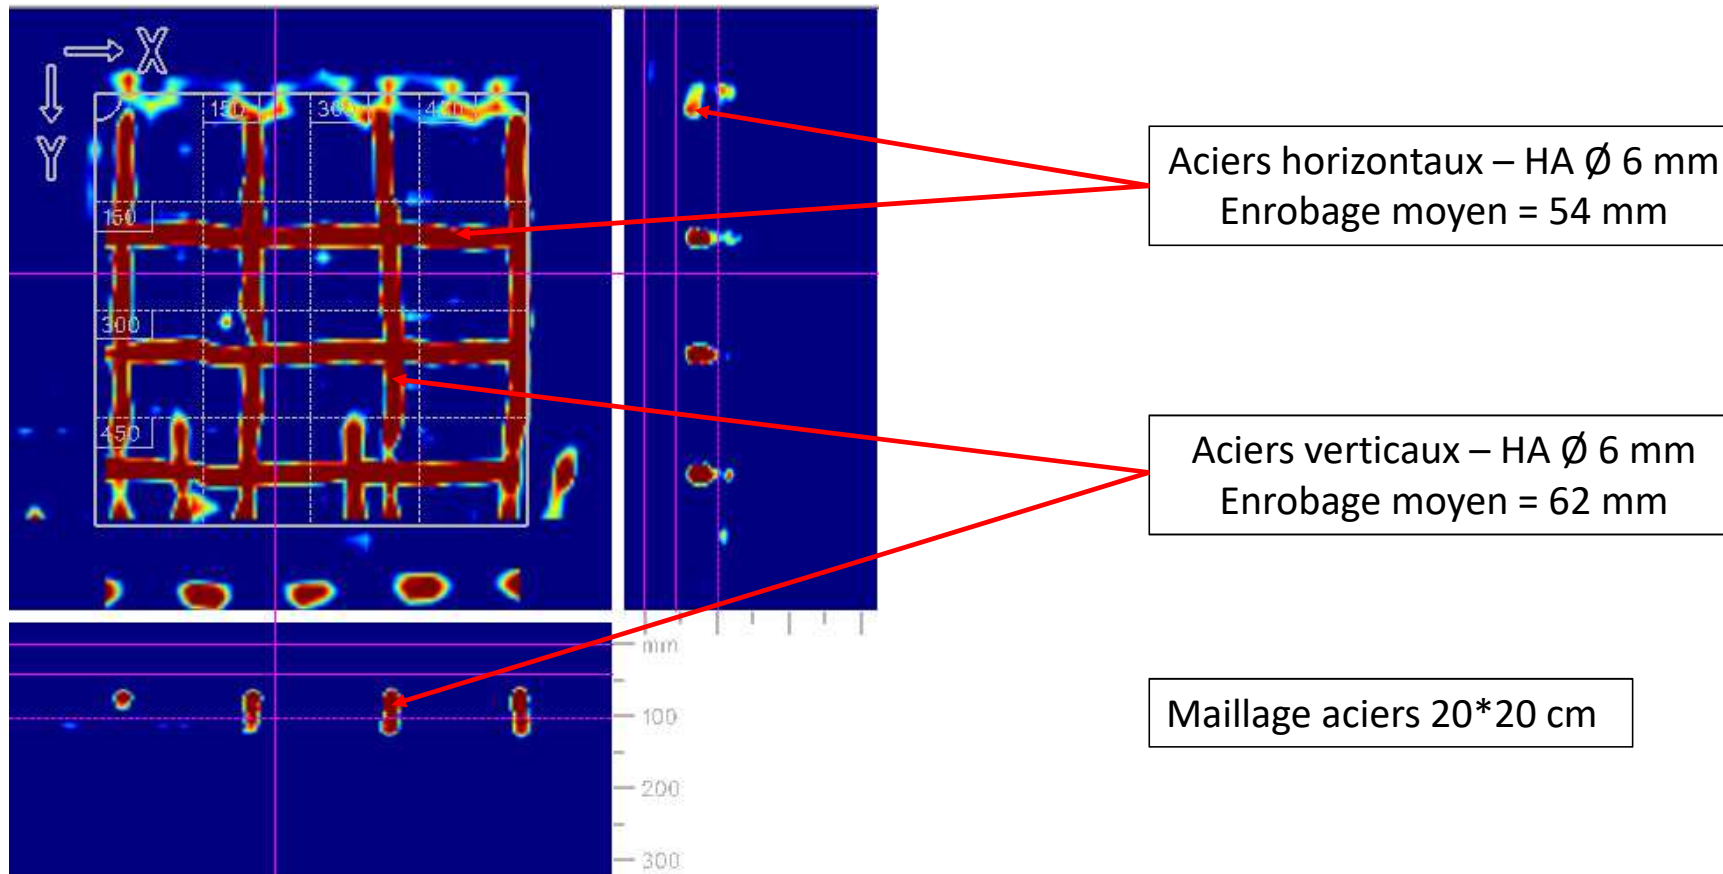 X
Y
150
300
450
150
300
450
Aciers horizontaux – HA Ø 6 mm
Enrobage moyen = 54 mm
Aciers verticaux – HA Ø 6 mm
Enrobage moyen = 62 mm
mm
100
200
300
Maillage aciers 20*20 cm